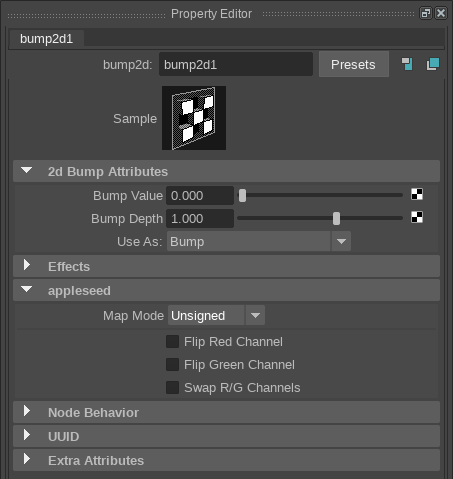 Property Editor
bump2d1
bump2d: bump2d1 Presets
Sample
2d Bump Attributes
Bump Value 0.000
Bump Depth 1.000
Use As: Bump
Effects
appleseed
Map Mode Unsigned
Flip Red Channel
Flip Green Channel
Swap R/G Channels
Node Behavior
UUID
Extra Attributes